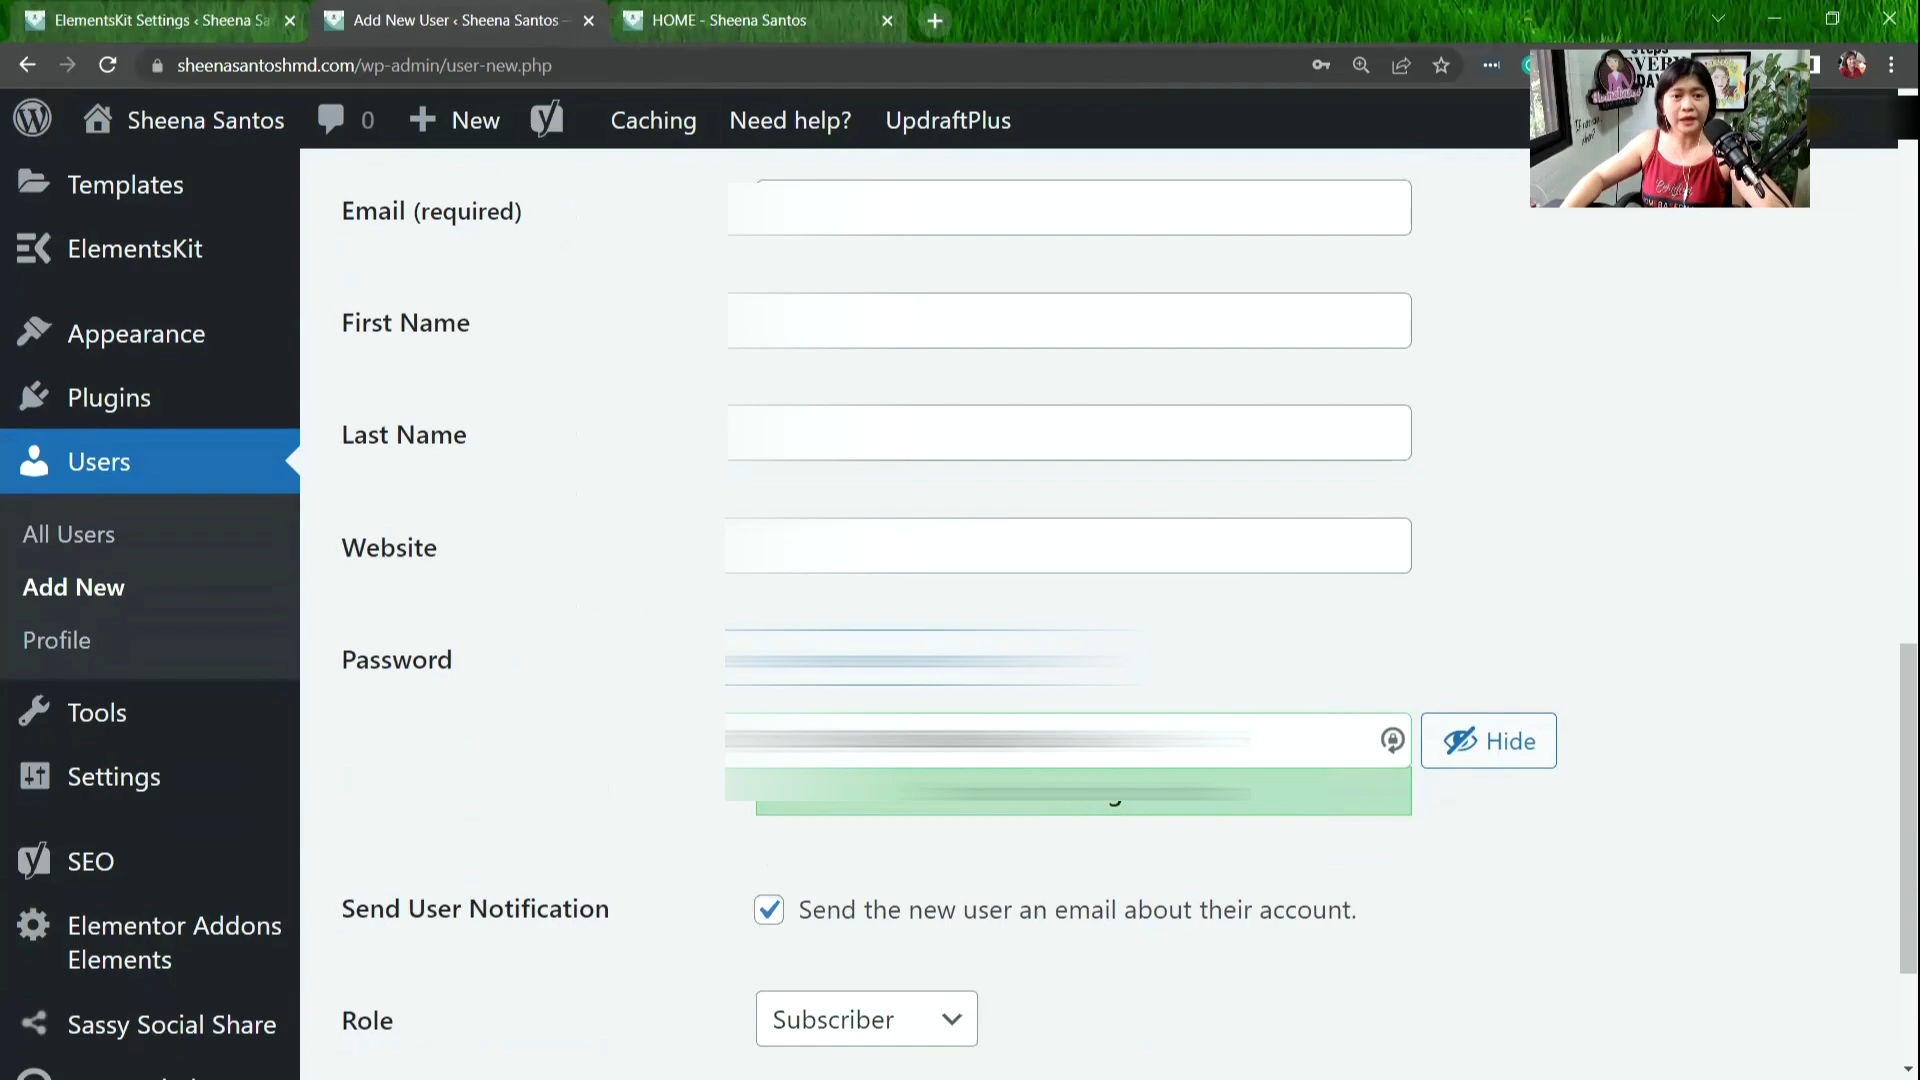 ElementsKit Settings ‹ Sheena Sa
Add New User ‹ Sheena Santos –
HOME - Sheena Santos
sheenasantoshmd.com/wp-admin/user-new.php
Sheena Santos
0
New
Caching
Need help?
UpdraftPlus
Templates
ElementsKit
Appearance
Plugins
Users
All Users
Add New
Profile
Tools
Settings
SEO
Elementor Addons
Elements
Sassy Social Share
Email (required)
First Name
Last Name
Website
Password
Hide
Send User Notification
Send the new user an email about their account.
Role
Subscriber